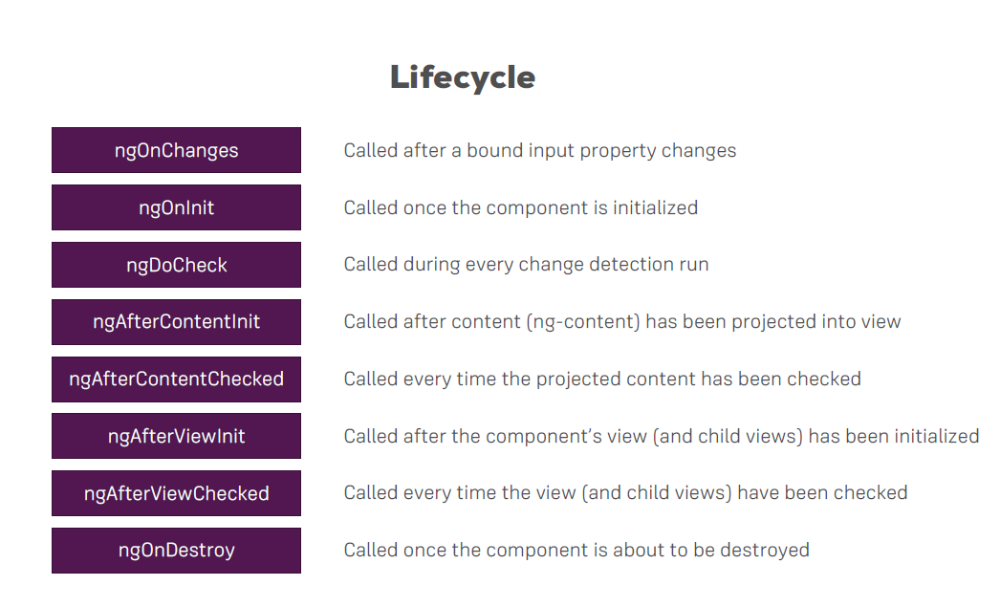 Lifecycle
ngOnChanges Called after a bound input property changes
ngOnInit Called once the component is initialized
ngDoCheck Called during every change detection run
ngAfterContentInit Called after content (ng-content) has been projected into view
ngAfterContentChecked Called every time the projected content has been checked
ngAfterViewInit Called after the component's view (and child views) has been initialized
ngAfterViewChecked Called every time the view (and child views) have been checked
ngOnDestroy Called once the component is about to be destroyed